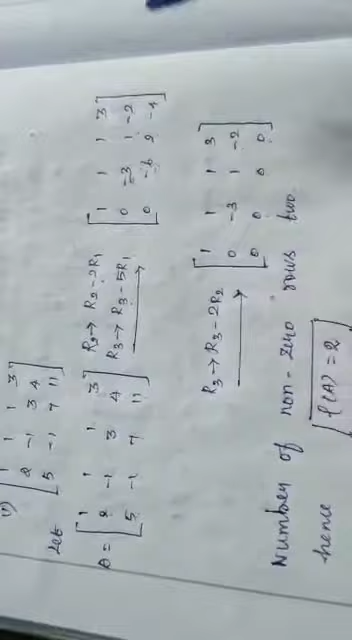 1)
[1 1 1 3
2 -1 3 4
5 -1 7 11]
Let
A = [1 1 1 3
2 -1 3 4
5 -1 7 11]
R2 → R2 - 2R1
R3 → R3 - 5R1
[1 1 1 3
0 -3 1 -2
0 -6 2 -4]
R3 → R3 - 2R2
[1 1 1 3
0 -3 1 -2
0 0 0 0]
Number of non-zero rows two
hence ρ(A) = 2